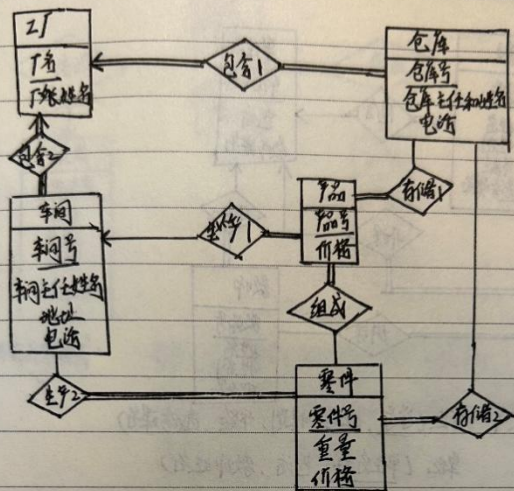 工厂
厂名
厂长姓名
包含1
仓库
仓库号
仓库主任和姓名
电话
包含2
车间
车间号
车间主任姓名
地址
电话
生产1
产品
产品号
价格
存储1
组成
生产2
零件
零件号
重量
价格
存储2